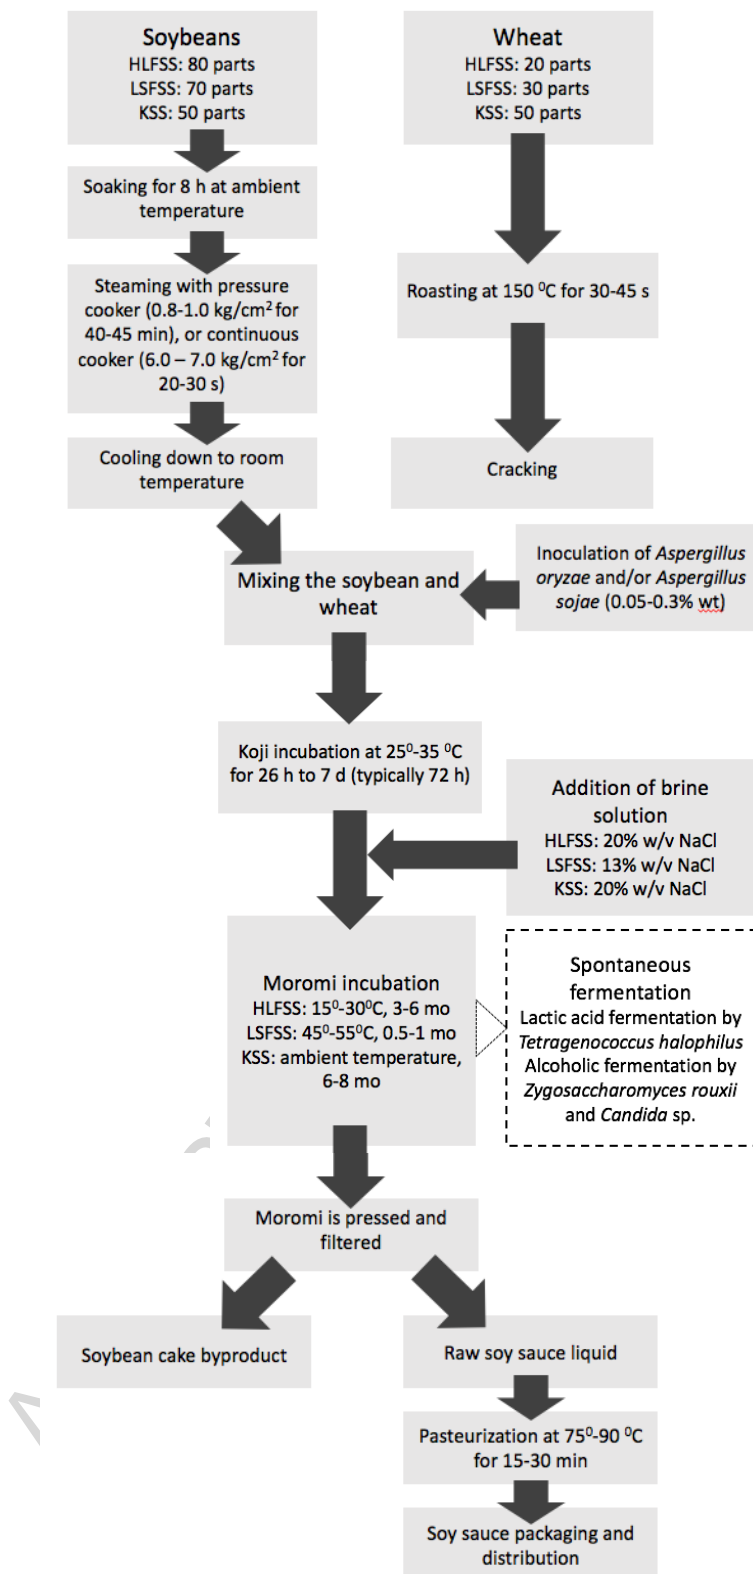 Soybeans
HLFSS: 80 parts
LSFSS: 70 parts
KSS: 50 parts
Wheat
HLFSS: 20 parts
LSFSS: 30 parts
KSS: 50 parts
Soaking for 8 h at ambient
temperature
Steaming with pressure
cooker (0.8-1.0 kg/cm² for
40-45 min), or continuous
cooker (6.0 – 7.0 kg/cm² for
20-30 s)
Roasting at 150 ⁰C for 30-45 s
Cooling down to room
temperature
Cracking
Mixing the soybean and
wheat
Inoculation of Aspergillus
oryzae and/or Aspergillus
sojae (0.05-0.3% wt)
Koji incubation at 25⁰-35 ⁰C
for 26 h to 7 d (typically 72 h)
Addition of brine
solution
HLFSS: 20% w/v NaCl
LSFSS: 13% w/v NaCl
KSS: 20% w/v NaCl
Moromi incubation
HLFSS: 15⁰-30⁰C, 3-6 mo
LSFSS: 45⁰-55⁰C, 0.5-1 mo
KSS: ambient temperature,
6-8 mo
Spontaneous
fermentation
Lactic acid fermentation by
Tetragenococcus halophilus
Alcoholic fermentation by
Zygosaccharomyces rouxii
and Candida sp.
Moromi is pressed and
filtered
Soybean cake byproduct
Raw soy sauce liquid
Pasteurization at 75⁰-90 ⁰C
for 15-30 min
Soy sauce packaging and
distribution